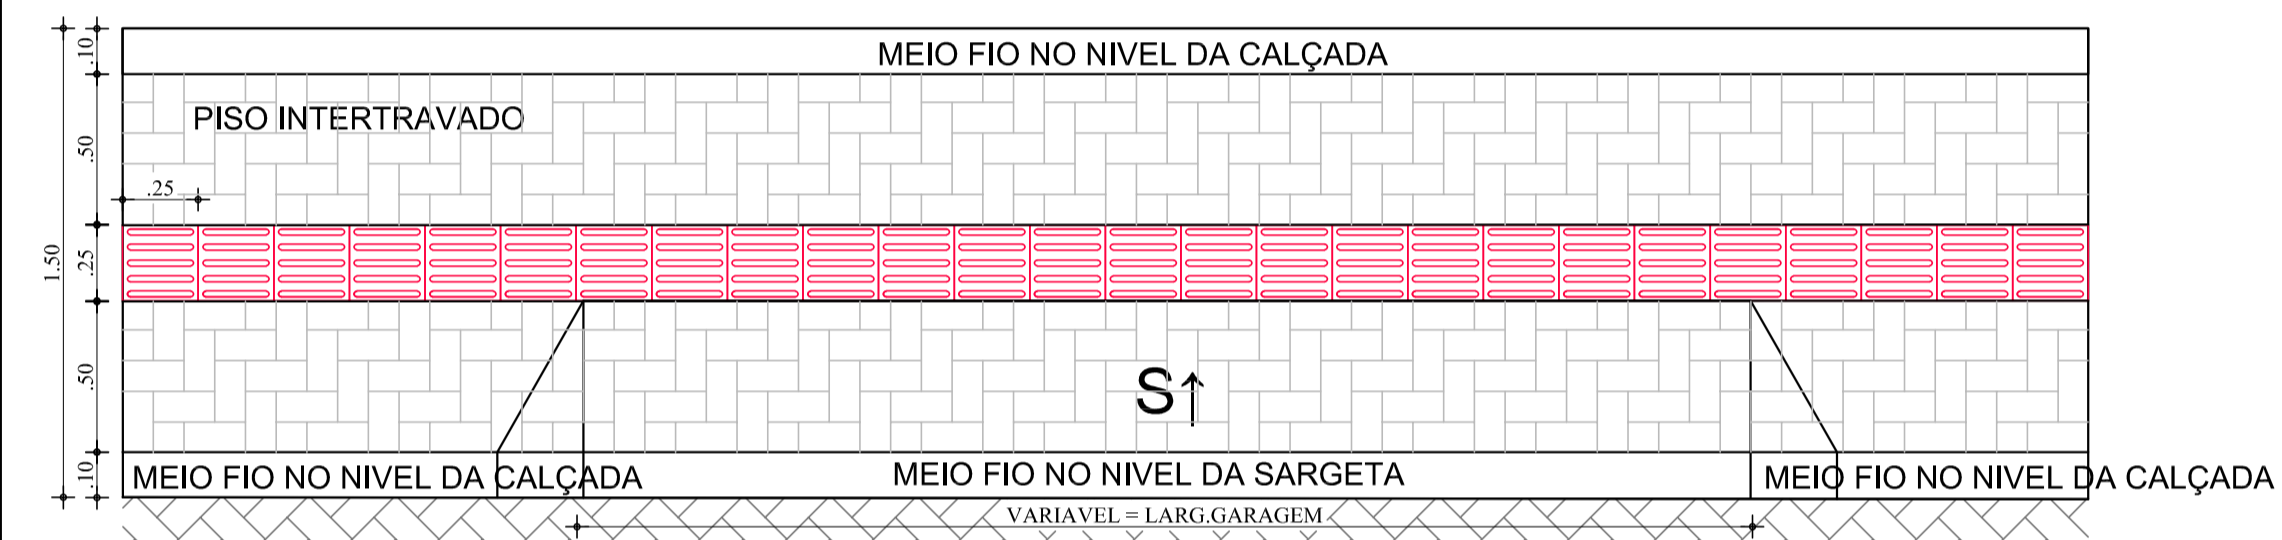 MEIO FIO NO NIVEL DA CALÇADA
.10
PISO INTERTRAVADO
.50
.25
1.50
.25
.50
S↑
.10
MEIO FIO NO NIVEL DA CALÇADA
MEIO FIO NO NIVEL DA SARGETA
MEIO FIO NO NIVEL DA CALÇADA
VARIAVEL = LARG.GARAGEM